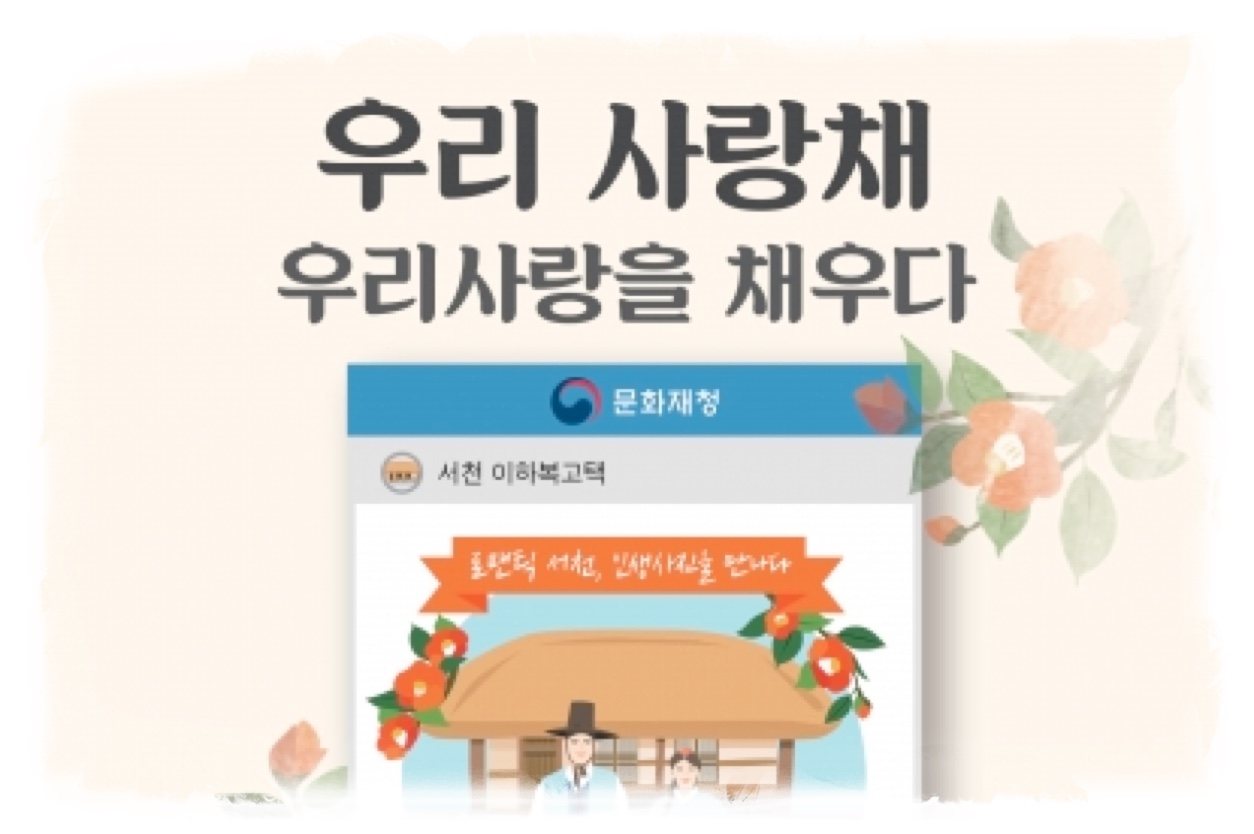 우리 사랑채
우리사랑을 채우다
문화재청
서천 이하복고택
로맨틱 서천, 인생사진을 만나다